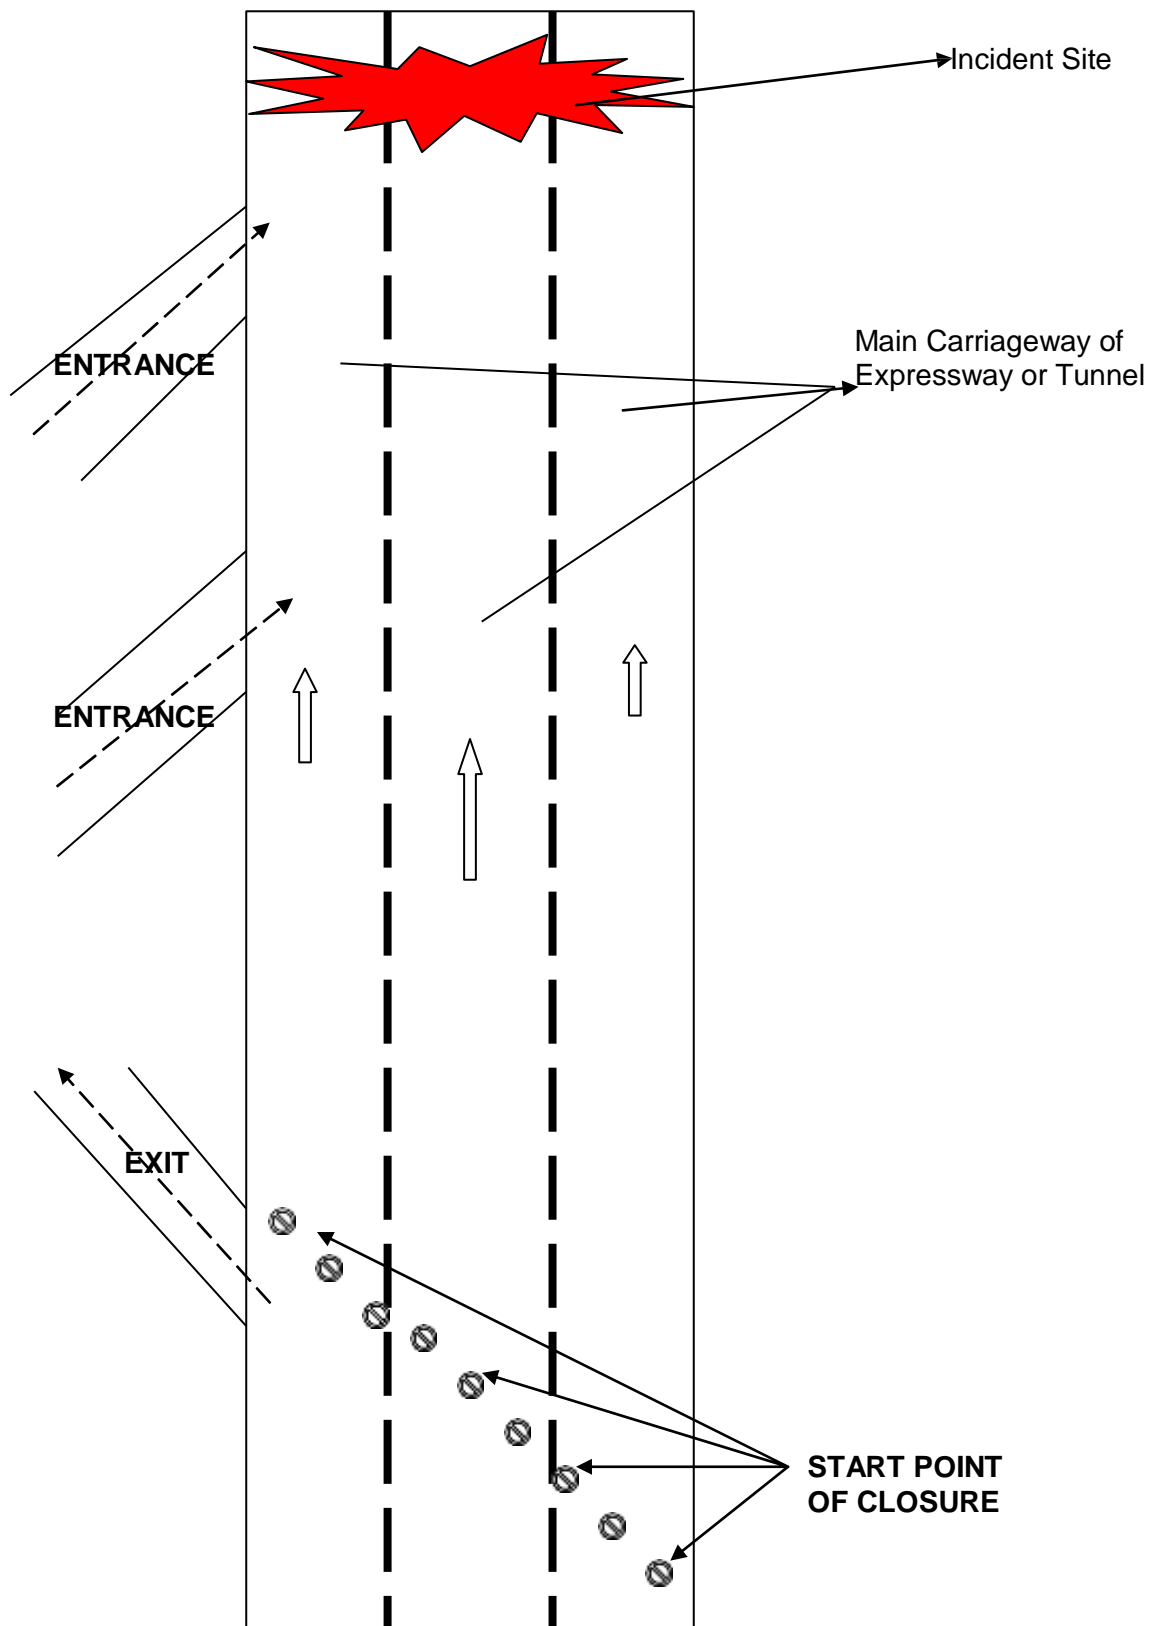 Incident Site
Main Carriageway of
Expressway or Tunnel
ENTRANCE
ENTRANCE
EXIT
START POINT
OF CLOSURE